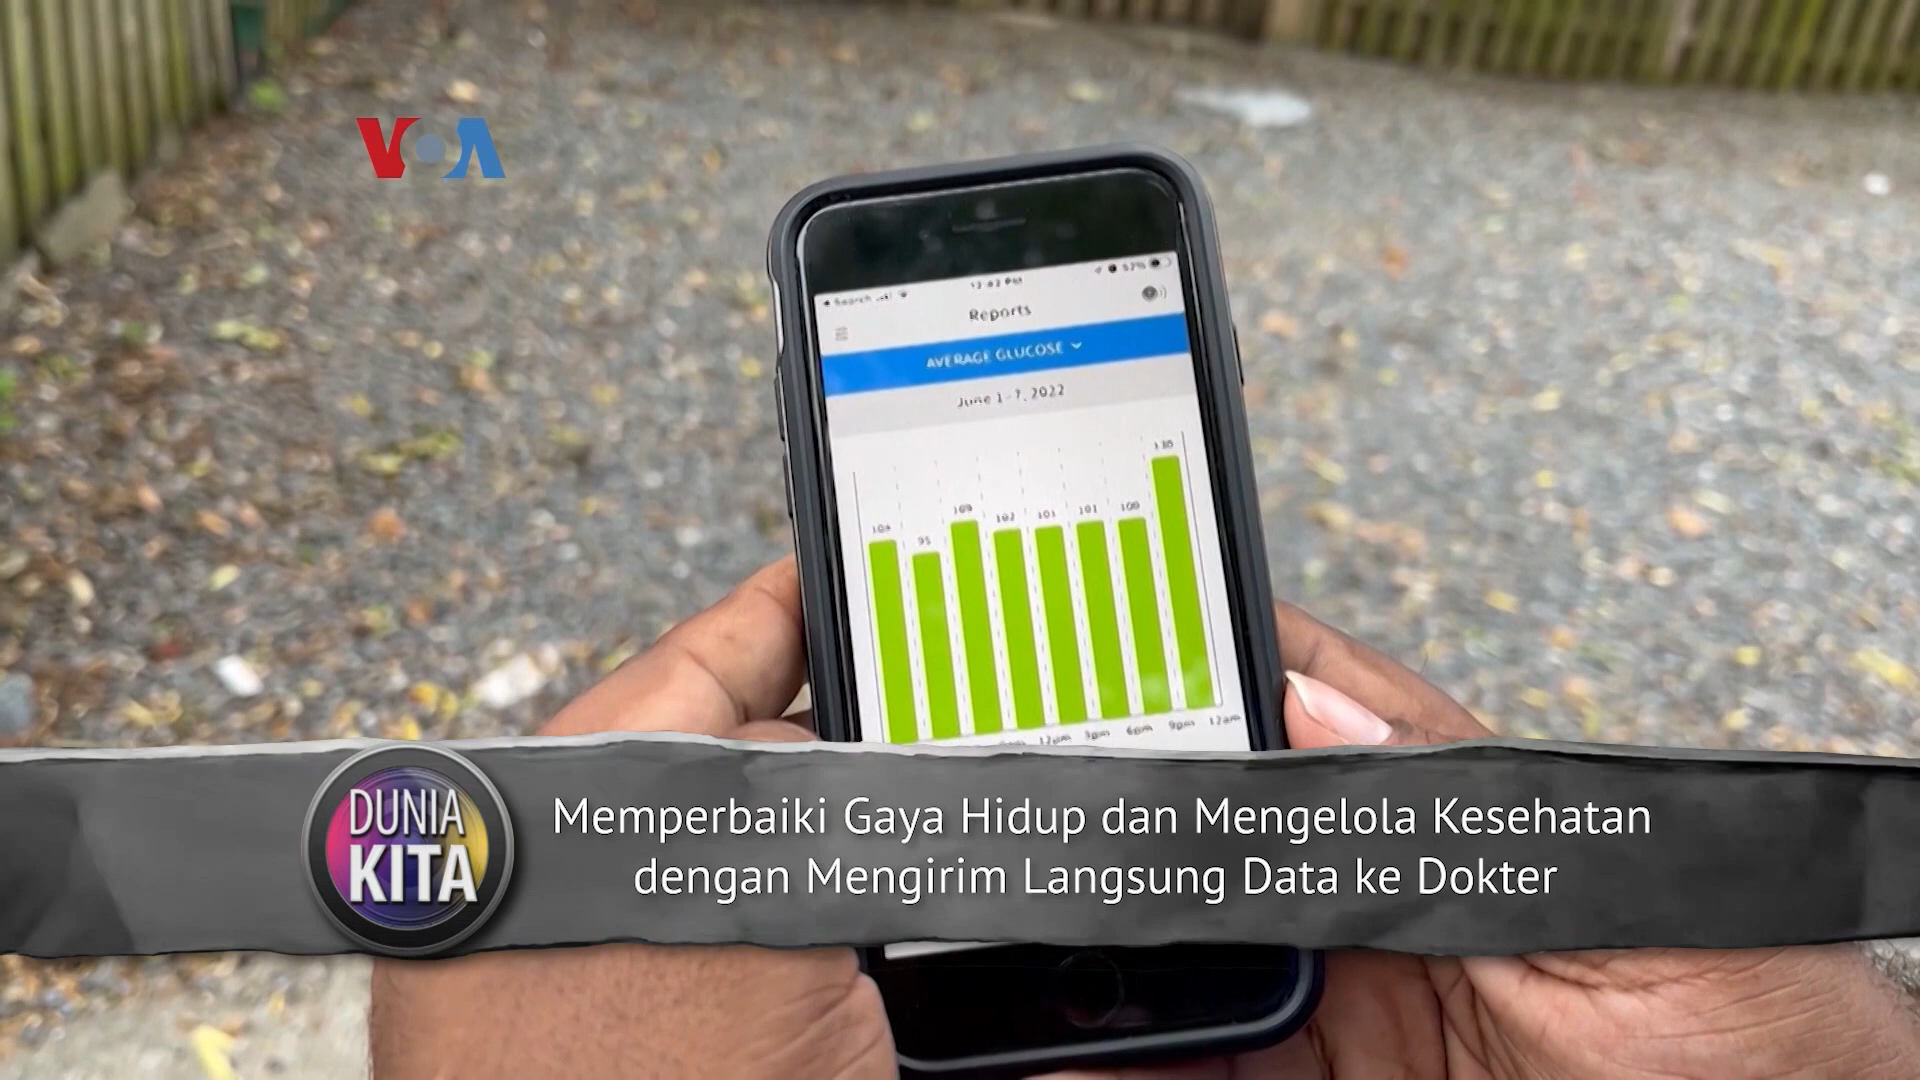 VOA
Search
Reports
AVERAGE GLUCOSE
June 1-7, 2022
95
109
102
101
101
100
12pm 3pm 6pm 9pm 12am
DUNIA
KITA
Memperbaiki Gaya Hidup dan Mengelola Kesehatan
dengan Mengirim Langsung Data ke Dokter